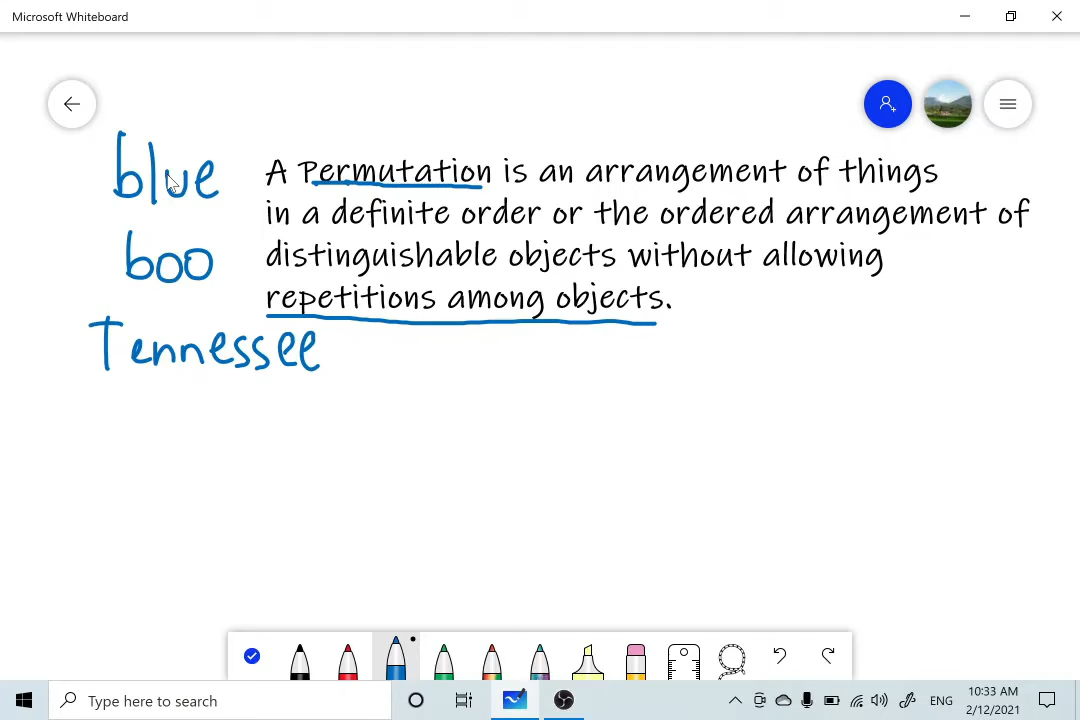 Microsoft Whiteboard
blue
A Permutation is an arrangement of things
in a definite order or the ordered arrangement of
boo
distinguishable objects without allowing
repetitions among objects.
Tennessee
Type here to search
ENG
10:33 AM
2/12/2021